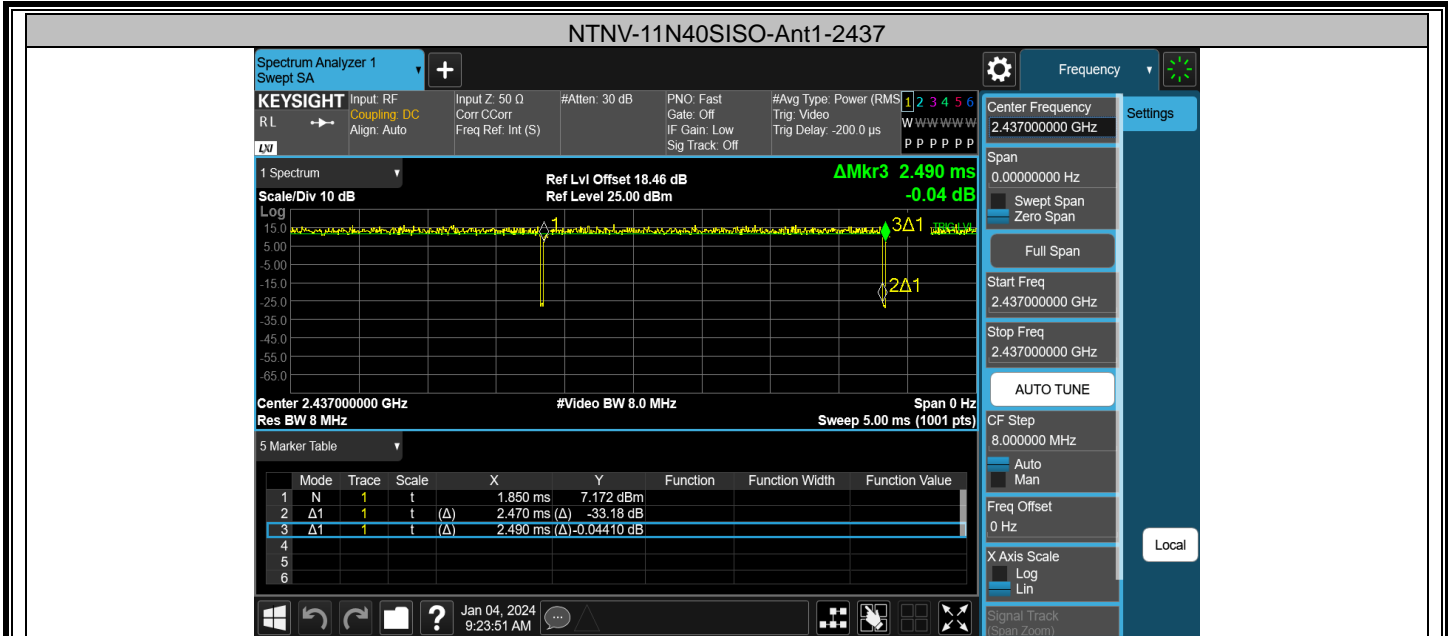 NTNV-11N40SISO-Ant1-2437
Spectrum Analyzer 1
Swept SA
+
Frequency
KEYSIGHT
RL
LXI
Input: RF
Coupling: DC
Align: Auto
Input Z: 50 Ω
Corr CCorr
Freq Ref: Int (S)
#Atten: 30 dB
PNO: Fast
Gate: Off
IF Gain: Low
Sig Track: Off
#Avg Type: Power (RMS
Trig: Video
Trig Delay: -200.0 µs
1 2 3 4 5 6
W W W W W W
P P P P P P
Settings
Center Frequency
2.437000000 GHz
Span
0.00000000 Hz
Swept Span
Zero Span
Full Span
Start Freq
2.437000000 GHz
Stop Freq
2.437000000 GHz
AUTO TUNE
CF Step
8.000000 MHz
Auto
Man
Freq Offset
0 Hz
X Axis Scale
Log
Lin
Signal Track
(Span Zoom)
Local
1 Spectrum
Scale/Div 10 dB
Ref Lvl Offset 18.46 dB
Ref Level 25.00 dBm
ΔMkr3 2.490 ms
-0.04 dB
Log
15.0
5.00
-5.00
-15.0
-25.0
-35.0
-45.0
-55.0
-65.0
1
3Δ1
TRIG LVL
2Δ1
Center 2.437000000 GHz
Res BW 8 MHz
#Video BW 8.0 MHz
Span 0 Hz
Sweep 5.00 ms (1001 pts)
5 Marker Table
Mode Trace Scale X Y Function Function Width Function Value
1 N 1 t 1.850 ms 7.172 dBm
2 Δ1 1 t (Δ) 2.470 ms (Δ) -33.18 dB
3 Δ1 1 t (Δ) 2.490 ms (Δ) -0.04410 dB
4
5
6
?
Jan 04, 2024
9:23:51 AM